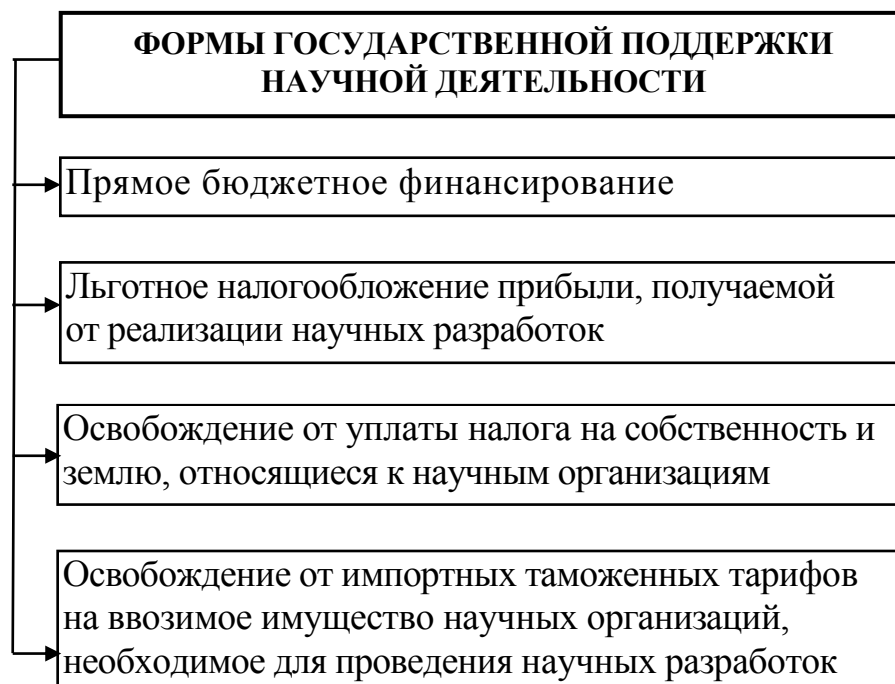 ФОРМЫ ГОСУДАРСТВЕННОЙ ПОДДЕРЖКИ
НАУЧНОЙ ДЕЯТЕЛЬНОСТИ
Прямое бюджетное финансирование
Льготное налогообложение прибыли, получаемой
от реализации научных разработок
Освобождение от уплаты налога на собственность и
землю, относящиеся к научным организациям
Освобождение от импортных таможенных тарифов
на ввозимое имущество научных организаций,
необходимое для проведения научных разработок